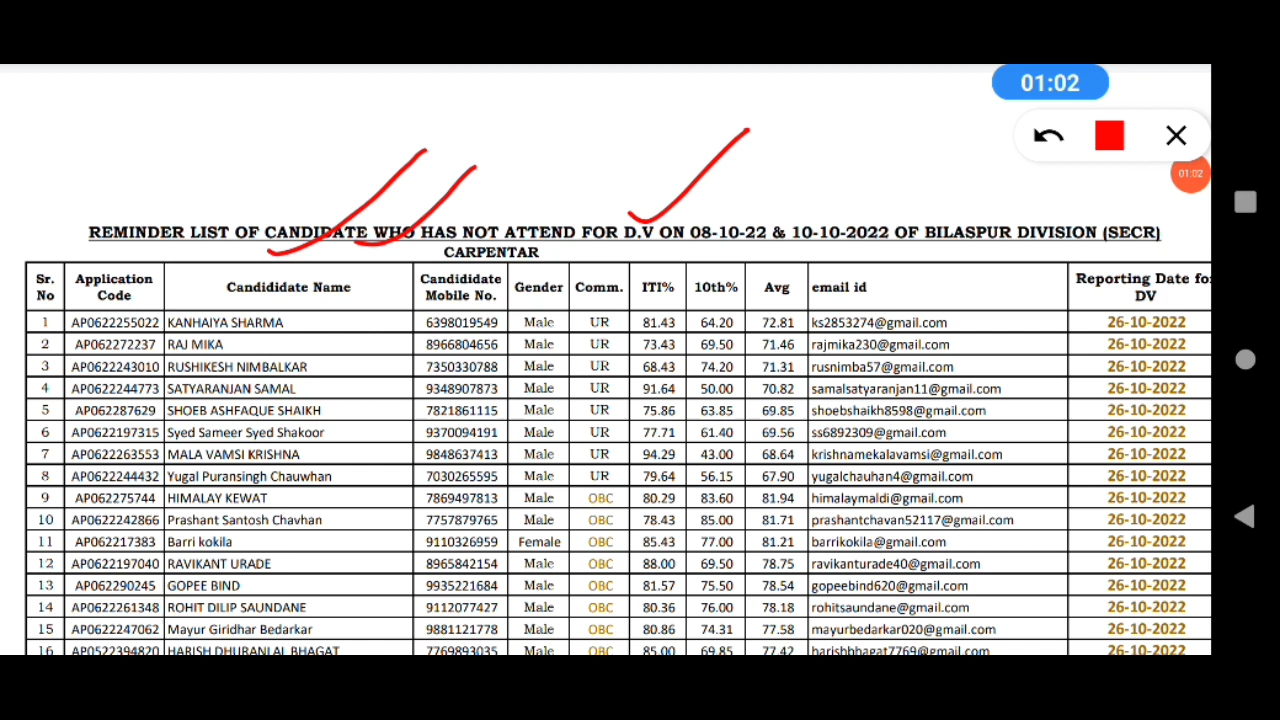 01:02
01:02
REMINDER LIST OF CANDIDATE WHO HAS NOT ATTEND FOR D.V ON 08-10-22 & 10-10-2022 OF BILASPUR DIVISION (SECR)
CARPENTAR
Sr. No Application Code Candididate Name Candididate Mobile No. Gender Comm. ITI% 10th% Avg email id Reporting Date for DV
1 AP0622255022 KANHAIYA SHARMA 6398019549 Male UR 81.43 64.20 72.81 ks2853274@gmail.com 26-10-2022
2 AP062272237 RAJ MIKA 8966804656 Male UR 73.43 69.50 71.46 rajmika230@gmail.com 26-10-2022
3 AP0622243010 RUSHIKESH NIMBALKAR 7350330788 Male UR 68.43 74.20 71.31 rusnimba57@gmail.com 26-10-2022
4 AP0622244773 SATYARANJAN SAMAL 9348907873 Male UR 91.64 50.00 70.82 samalsatyaranjan11@gmail.com 26-10-2022
5 AP062287629 SHOEB ASHFAQUE SHAIKH 7821861115 Male UR 75.86 63.85 69.85 shoebshaikh8598@gmail.com 26-10-2022
6 AP0622197315 Syed Sameer Syed Shakoor 9370094191 Male UR 77.71 61.40 69.56 ss6892309@gmail.com 26-10-2022
7 AP0622263553 MALA VAMSI KRISHNA 9848637413 Male UR 94.29 43.00 68.64 krishnamekalavamsi@gmail.com 26-10-2022
8 AP0622244432 Yugal Puransingh Chauwhan 7030265595 Male UR 79.64 56.15 67.90 yugalchauhan4@gmail.com 26-10-2022
9 AP062275744 HIMALAY KEWAT 7869497813 Male OBC 80.29 83.60 81.94 himalaymaldi@gmail.com 26-10-2022
10 AP0622242866 Prashant Santosh Chavhan 7757879765 Male OBC 78.43 85.00 81.71 prashantchavan52117@gmail.com 26-10-2022
11 AP062217383 Barri kokila 9110326959 Female OBC 85.43 77.00 81.21 barrikokila@gmail.com 26-10-2022
12 AP0622197040 RAVIKANT URADE 8965842154 Male OBC 88.00 69.50 78.75 ravikanturade40@gmail.com 26-10-2022
13 AP062290245 GOPEE BIND 9935221684 Male OBC 81.57 75.50 78.54 gopeebind620@gmail.com 26-10-2022
14 AP0622261348 ROHIT DILIP SAUNDANE 9112077427 Male OBC 80.36 76.00 78.18 rohitsaundane@gmail.com 26-10-2022
15 AP0622247062 Mayur Giridhar Bedarkar 9881121778 Male OBC 80.86 74.31 77.58 mayurbedarkar020@gmail.com 26-10-2022
16 AP0522394820 HARISH DHURANLAL BHAGAT 7769893035 Male OBC 85.00 69.85 77.42 harishbhagat7769@gmail.com 26-10-2022